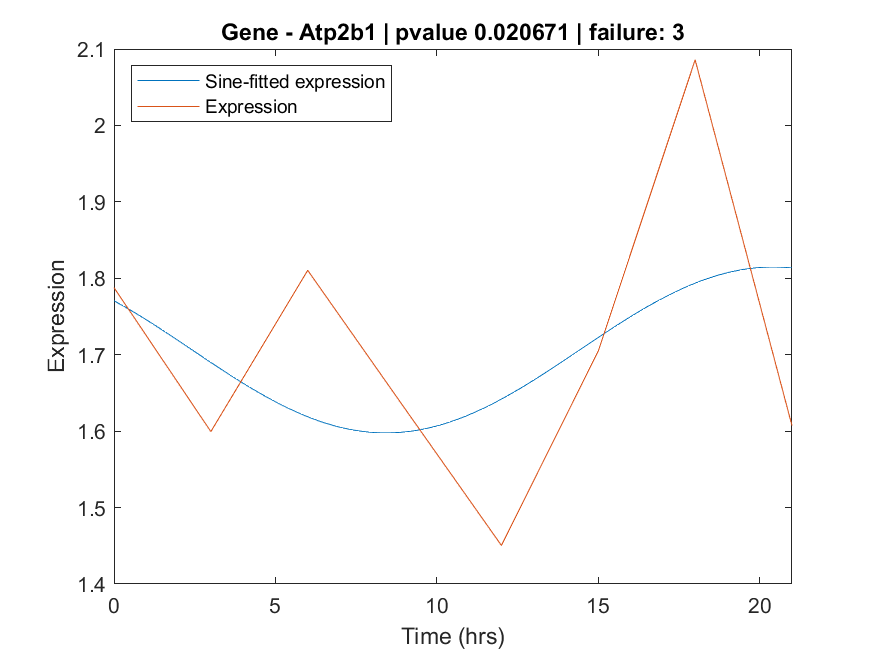 Gene - Atp2b1 | pvalue 0.020671 | failure: 3
2.1
2
1.9
1.8
1.7
1.6
1.5
1.4
Expression
Sine-fitted expression
Expression
0
5
10
15
20
Time (hrs)